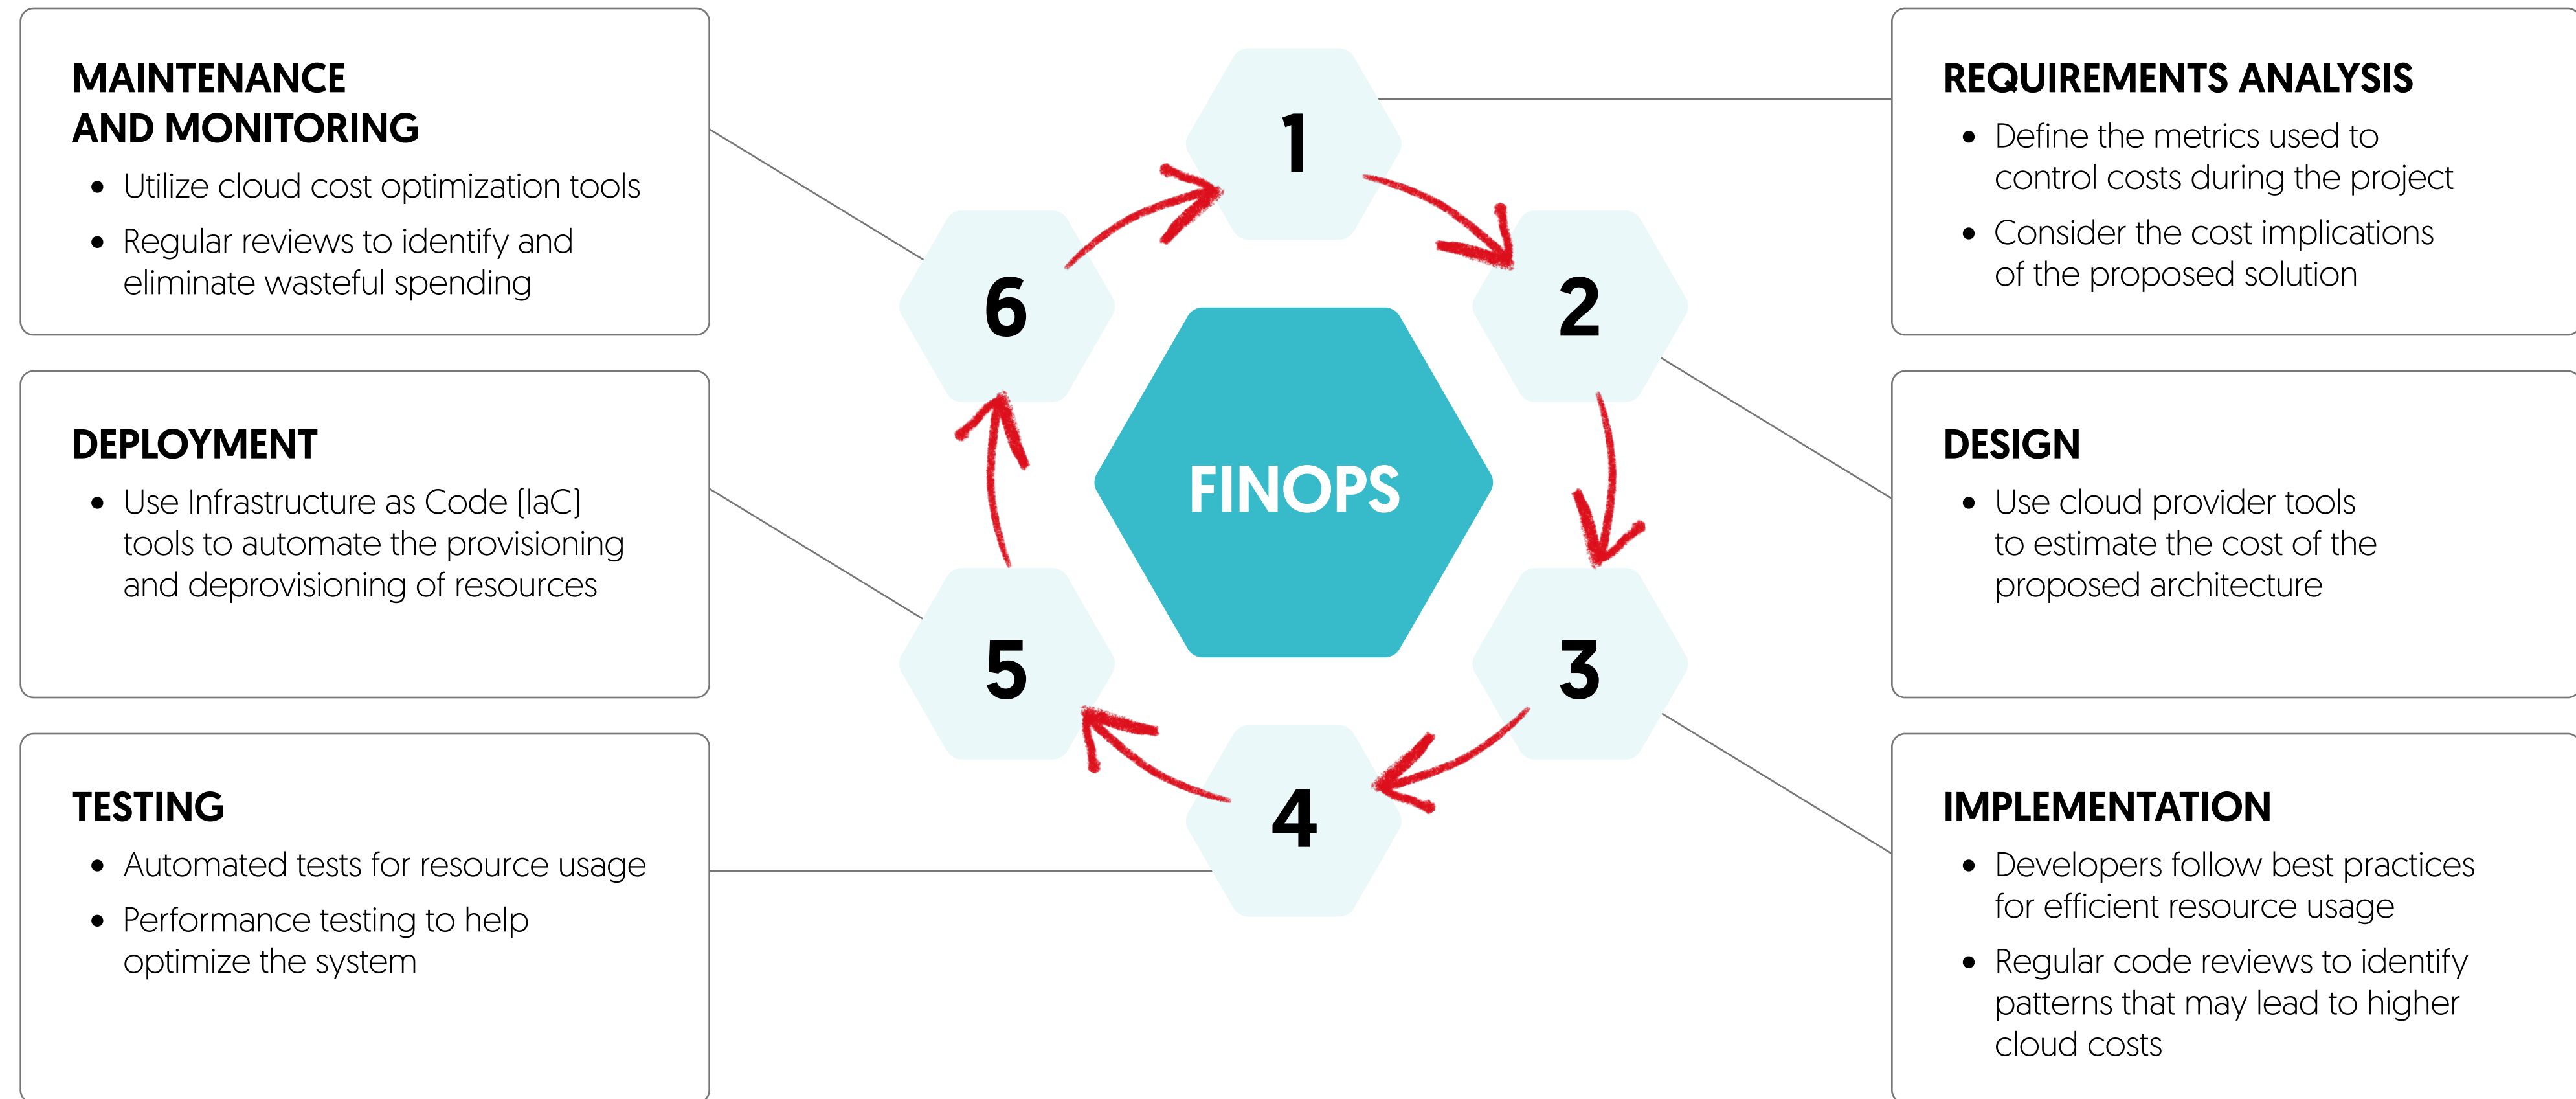 MAINTENANCE
AND MONITORING
• Utilize cloud cost optimization tools
• Regular reviews to identify and
eliminate wasteful spending
DEPLOYMENT
• Use Infrastructure as Code (IaC)
tools to automate the provisioning
and deprovisioning of resources
TESTING
• Automated tests for resource usage
• Performance testing to help
optimize the system
1
2
3
4
5
6
FINOPS
REQUIREMENTS ANALYSIS
• Define the metrics used to
control costs during the project
• Consider the cost implications
of the proposed solution
DESIGN
• Use cloud provider tools
to estimate the cost of the
proposed architecture
IMPLEMENTATION
• Developers follow best practices
for efficient resource usage
• Regular code reviews to identify
patterns that may lead to higher
cloud costs